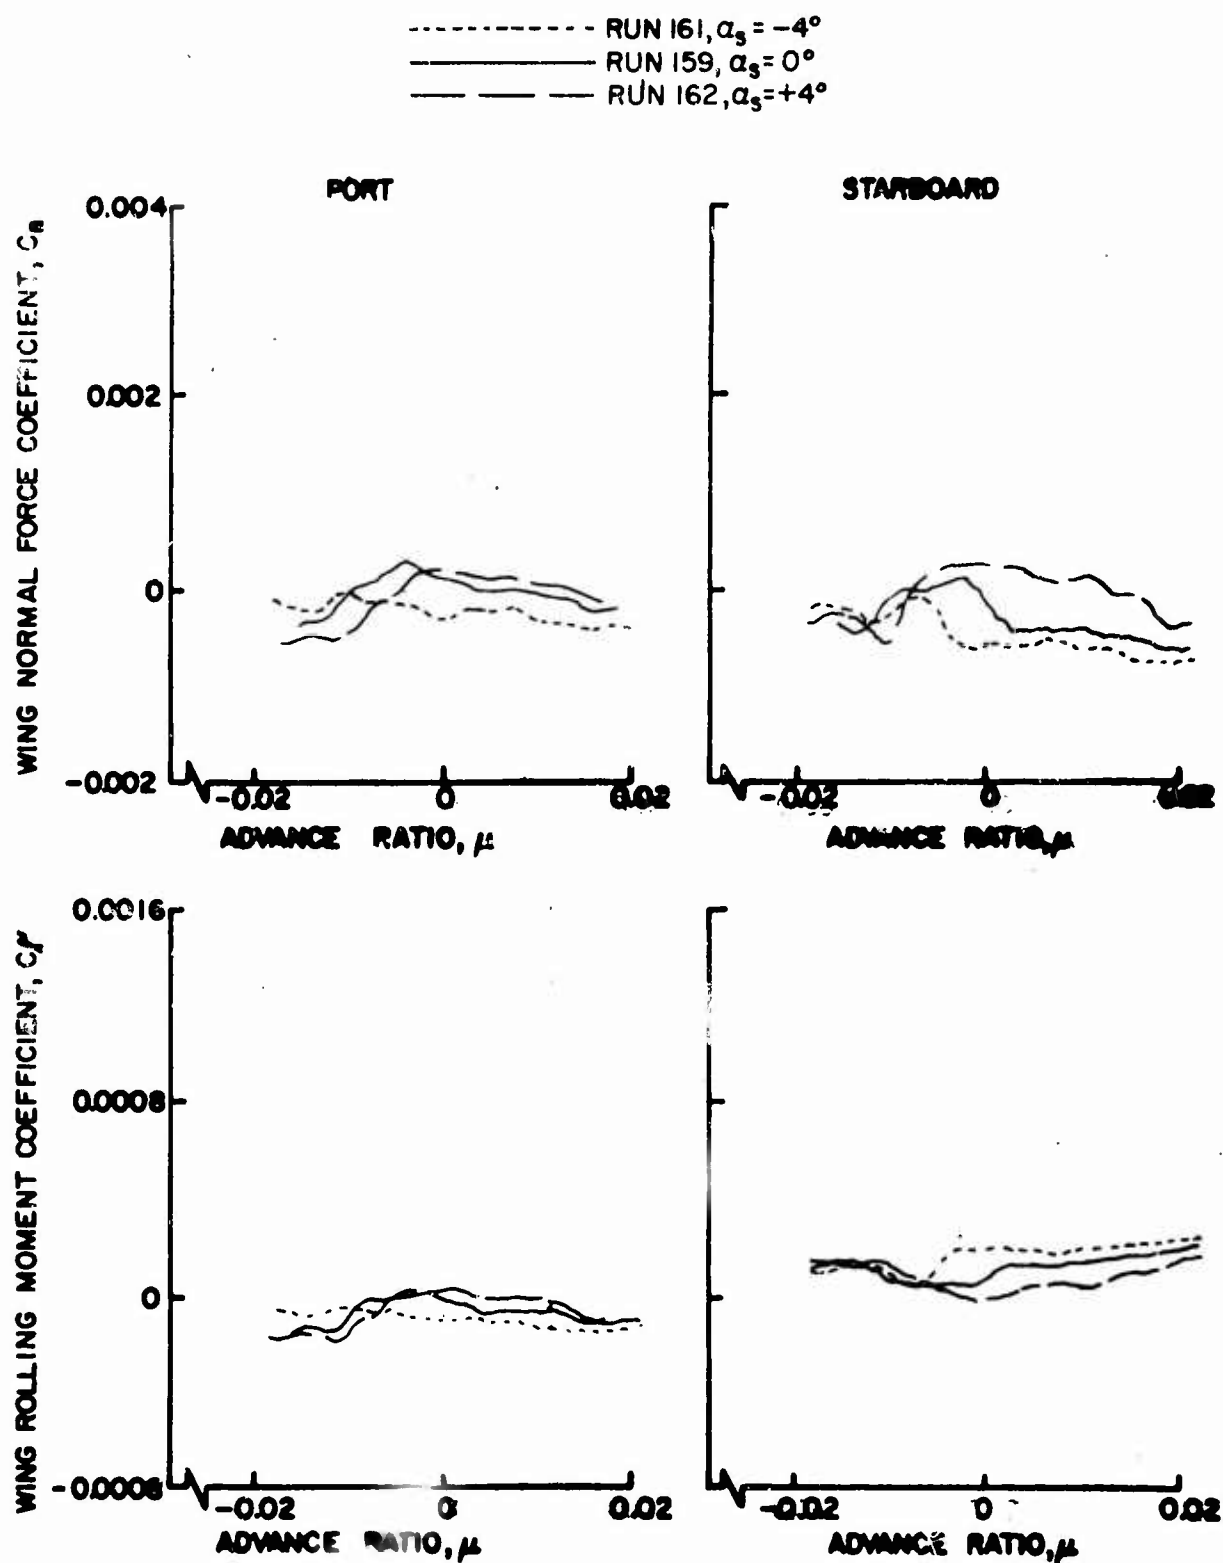 RUN 161, αs = -4°
RUN 159, αs = 0°
RUN 162, αs = +4°
PORT
STARBOARD
WING NORMAL FORCE COEFFICIENT, Cn
0.004
0.002
0
-0.002
-0.02 0 0.02
-0.02 0 0.02
ADVANCE RATIO, μ
ADVANCE RATIO, μ
WING ROLLING MOMENT COEFFICIENT,
0.0016
0.0008
0
-0.0008
-0.02 0 0.02
-0.02 0 0.02
ADVANCE RATIO, μ
ADVANCE RATIO, μ